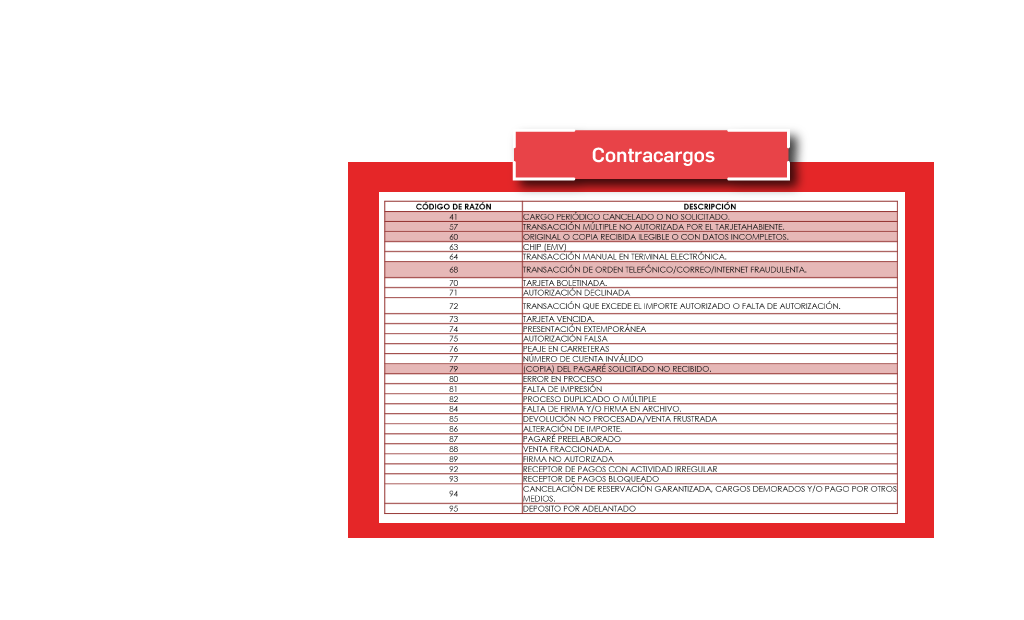 Contracargos
CÓDIGO DE RAZÓN DESCRIPCIÓN
41 CARGO PERIÓDICO CANCELADO O NO SOLICITADO.
57 TRANSACCIÓN MÚLTIPLE NO AUTORIZADA POR EL TARJETAHABIENTE.
60 ORIGINAL O COPIA RECIBIDA ILEGIBLE O CON DATOS INCOMPLETOS.
63 CHIP (EMV)
64 TRANSACCIÓN MANUAL EN TERMINAL ELECTRÓNICA.
68 TRANSACCIÓN DE ORDEN TELEFÓNICO/CORREO/INTERNET FRAUDULENTA.
70 TARJETA BOLETINADA.
71 AUTORIZACIÓN DECLINADA
72 TRANSACCIÓN QUE EXCEDE EL IMPORTE AUTORIZADO O FALTA DE AUTORIZACIÓN.
73 TARJETA VENCIDA.
74 PRESENTACIÓN EXTEMPORÁNEA
75 AUTORIZACIÓN FALSA
76 PEAJE EN CARRETERAS
77 NÚMERO DE CUENTA INVÁLIDO
79 (COPIA) DEL PAGARÉ SOLICITADO NO RECIBIDO.
80 ERROR EN PROCESO
81 FALTA DE IMPRESIÓN
82 PROCESO DUPLICADO O MÚLTIPLE
84 FALTA DE FIRMA Y/O FIRMA EN ARCHIVO.
85 DEVOLUCIÓN NO PROCESADA/VENTA FRUSTRADA
86 ALTERACIÓN DE IMPORTE.
87 PAGARÉ PREELABORADO
88 VENTA FRACCIONADA.
89 FIRMA NO AUTORIZADA
92 RECEPTOR DE PAGOS CON ACTIVIDAD IRREGULAR
93 RECEPTOR DE PAGOS BLOQUEADO
94 CANCELACIÓN DE RESERVACIÓN GARANTIZADA, CARGOS DEMORADOS Y/O PAGO POR OTROS
MEDIOS.
95 DEPOSITO POR ADELANTADO